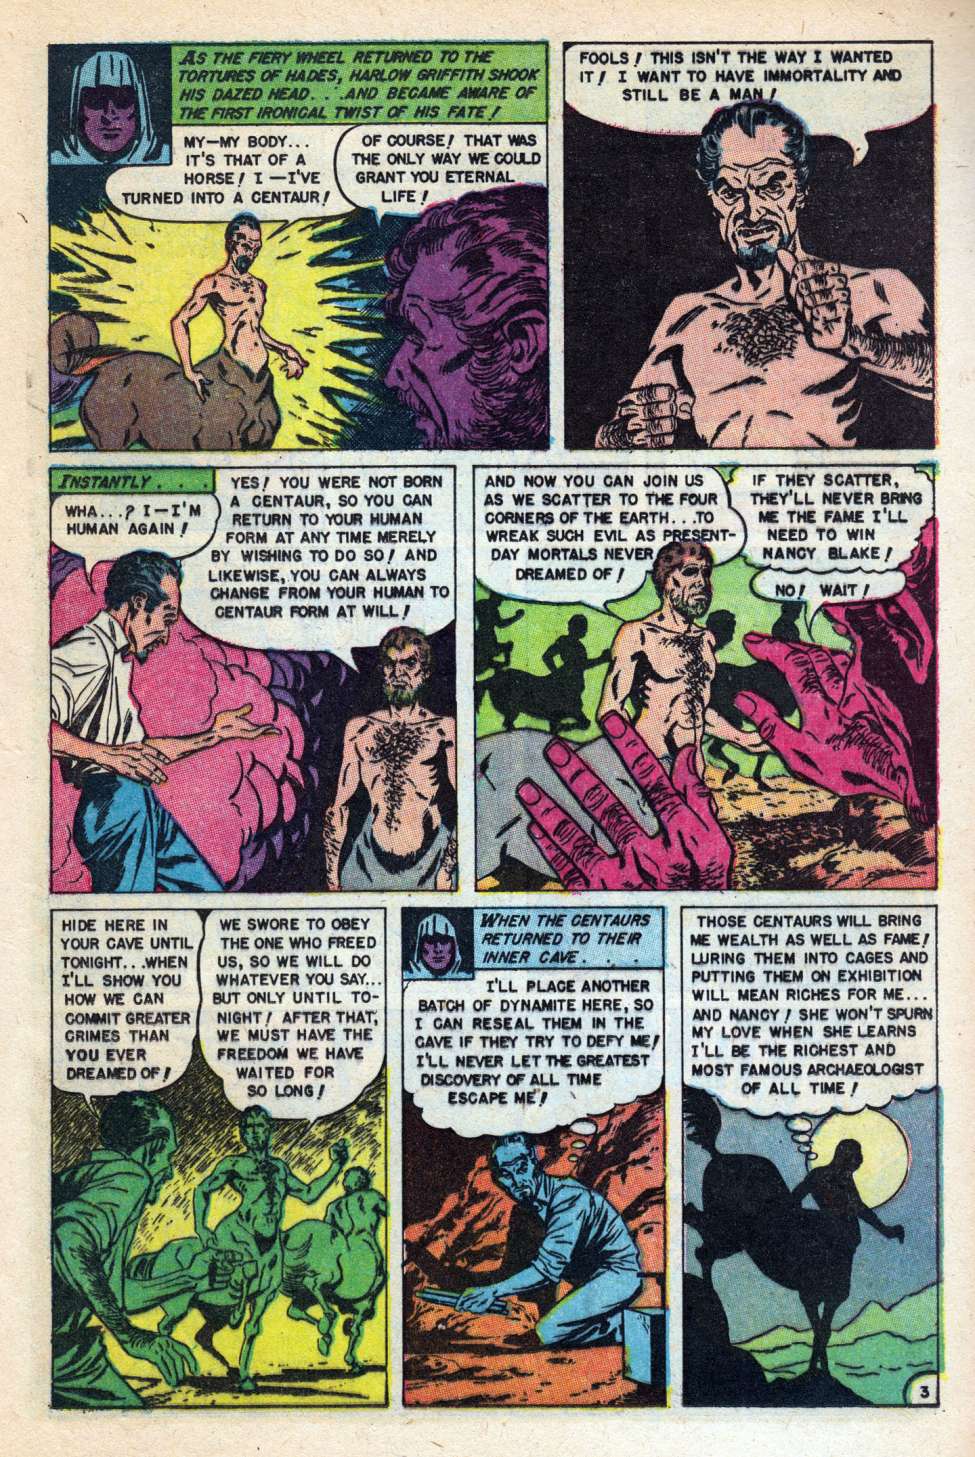 AS THE FIERY WHEEL RETURNED TO THE
TORTURES OF HADES, HARLOW GRIFFITH SHOOK
HIS DAZED HEAD. . . AND BECAME AWARE OF
THE FIRST IRONICAL TWIST OF HIS FATE!
MY—MY BODY...
IT'S THAT OF A
HORSE! I—I'VE
TURNED INTO A CENTAUR!
OF COURSE! THAT WAS
THE ONLY WAY WE COULD
GRANT YOU ETERNAL
LIFE!
FOOLS! THIS ISN'T THE WAY I WANTED
IT! I WANT TO HAVE IMMORTALITY AND
STILL BE A MAN!
INSTANTLY . . .
WHA...? I—I'M
HUMAN AGAIN!
YES! YOU WERE NOT BORN
A CENTAUR, SO YOU CAN
RETURN TO YOUR HUMAN
FORM AT ANY TIME MERELY
BY WISHING TO DO SO! AND
LIKEWISE, YOU CAN ALWAYS
CHANGE FROM YOUR HUMAN TO
CENTAUR FORM AT WILL!
AND NOW YOU CAN JOIN US
AS WE SCATTER TO THE FOUR
CORNERS OF THE EARTH...TO
WREAK SUCH EVIL AS PRESENT-
DAY MORTALS NEVER
DREAMED OF!
IF THEY SCATTER,
THEY'LL NEVER BRING
ME THE FAME I'LL
NEED TO WIN
NANCY BLAKE!
NO! WAIT!
HIDE HERE IN
YOUR CAVE UNTIL
TONIGHT...WHEN
I'LL SHOW YOU
HOW WE CAN
COMMIT GREATER
CRIMES THAN
YOU EVER
DREAMED OF!
WE SWORE TO OBEY
THE ONE WHO FREED
US, SO WE WILL DO
WHATEVER YOU SAY...
BUT ONLY UNTIL TO-
NIGHT! AFTER THAT,
WE MUST HAVE THE
FREEDOM WE HAVE
WAITED FOR
SO LONG!
WHEN THE CENTAURS
RETURNED TO THEIR
INNER CAVE. . . .
I'LL PLACE ANOTHER
BATCH OF DYNAMITE HERE, SO
I CAN RESEAL THEM IN THE
CAVE IF THEY TRY TO DEFY ME!
I'LL NEVER LET THE GREATEST
DISCOVERY OF ALL TIME
ESCAPE ME!
THOSE CENTAURS WILL BRING
ME WEALTH AS WELL AS FAME!
LURING THEM INTO CAGES AND
PUTTING THEM ON EXHIBITION
WILL MEAN RICHES FOR ME...
AND NANCY! SHE WON'T SPURN
MY LOVE WHEN SHE LEARNS
I'LL BE THE RICHEST AND
MOST FAMOUS ARCHAEOLOGIST
OF ALL TIME!
3